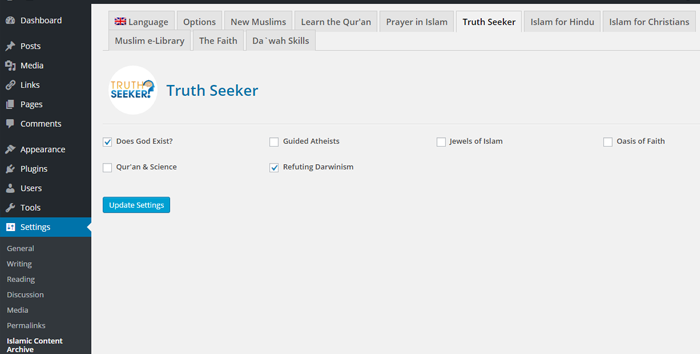 Dashboard
Posts
Media
Links
Pages
Comments
Appearance
Plugins
Users
Tools
Settings
General
Writing
Reading
Discussion
Media
Permalinks
Islamic Content
Archive
Language Options New Muslims Learn the Qur'an Prayer in Islam Truth Seeker Islam for Hindu Islam for Christians
Muslim e-Library The Faith Da`wah Skills
TRUTH
SEEKER?
Truth Seeker
Does God Exist? Guided Atheists Jewels of Islam Oasis of Faith
Qur'an & Science Refuting Darwinism
Update Settings